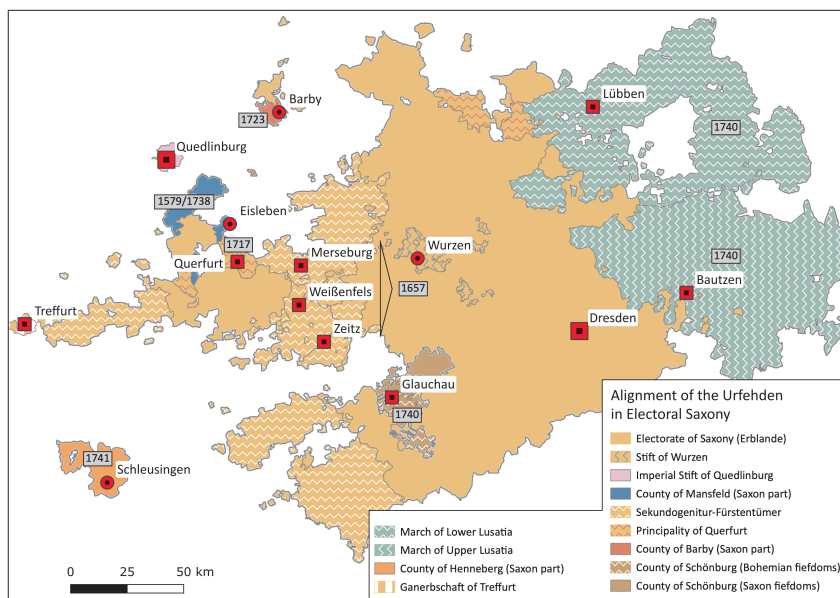 Barby
1723
Lübben
1740
Quedlinburg
1579/1738
Eisleben
1717
Querfurt
Merseburg
Wurzen
1740
Weißenfels
1657
Bautzen
Treffurt
Zeitz
Dresden
Glauchau
1740
1741
Schleusingen
0 25 50 km
Alignment of the Urfehden
in Electoral Saxony
Electorate of Saxony (Erblande)
Stift of Wurzen
Imperial Stift of Quedlinburg
County of Mansfeld (Saxon part)
Sekundogenitur-Fürstentümer
Principality of Querfurt
County of Barby (Saxon part)
County of Schönburg (Bohemian fiefdoms)
County of Schönburg (Saxon fiefdoms)
March of Lower Lusatia
March of Upper Lusatia
County of Henneberg (Saxon part)
Ganerbschaft of Treffurt